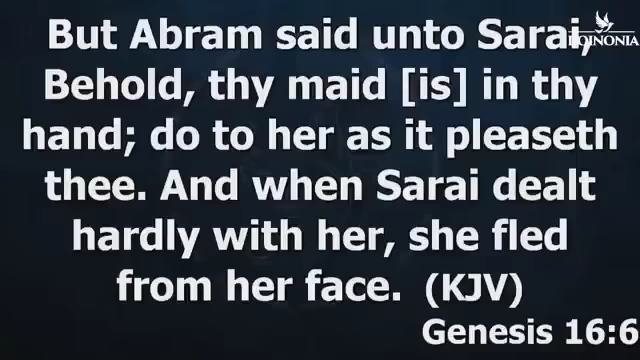 But Abram said unto Sarai,
KOINONIA
Behold, thy maid [is] in thy
hand; do to her as it pleaseth
thee. And when Sarai dealt
hardly with her, she fled
from her face. (KJV)
Genesis 16:6